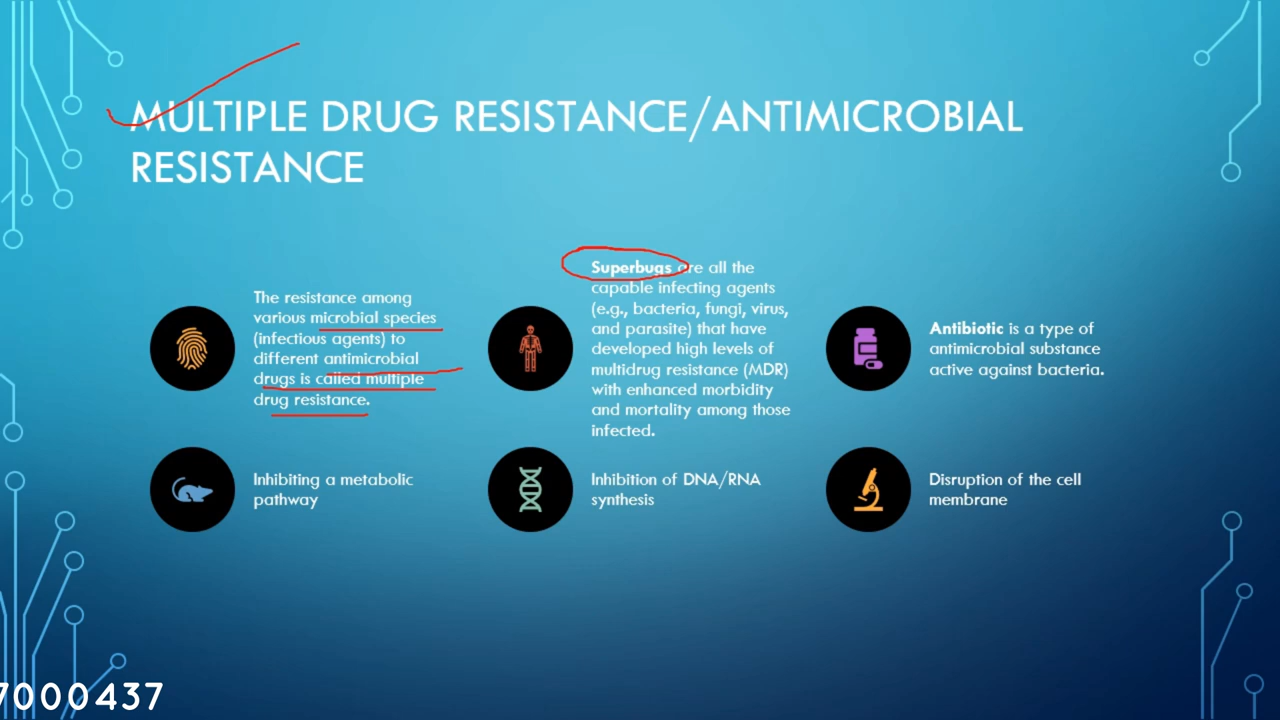 MULTIPLE DRUG RESISTANCE/ANTIMICROBIAL
RESISTANCE
The resistance among
various microbial species
(infectious agents) to
different antimicrobial
drugs is called multiple
drug resistance.
Superbugs are all the
capable infecting agents
(e.g., bacteria, fungi, virus,
and parasite) that have
developed high levels of
multidrug resistance (MDR)
with enhanced morbidity
and mortality among those
infected.
Antibiotic is a type of
antimicrobial substance
active against bacteria.
Inhibiting a metabolic
pathway
Inhibition of DNA/RNA
synthesis
Disruption of the cell
membrane
7000437